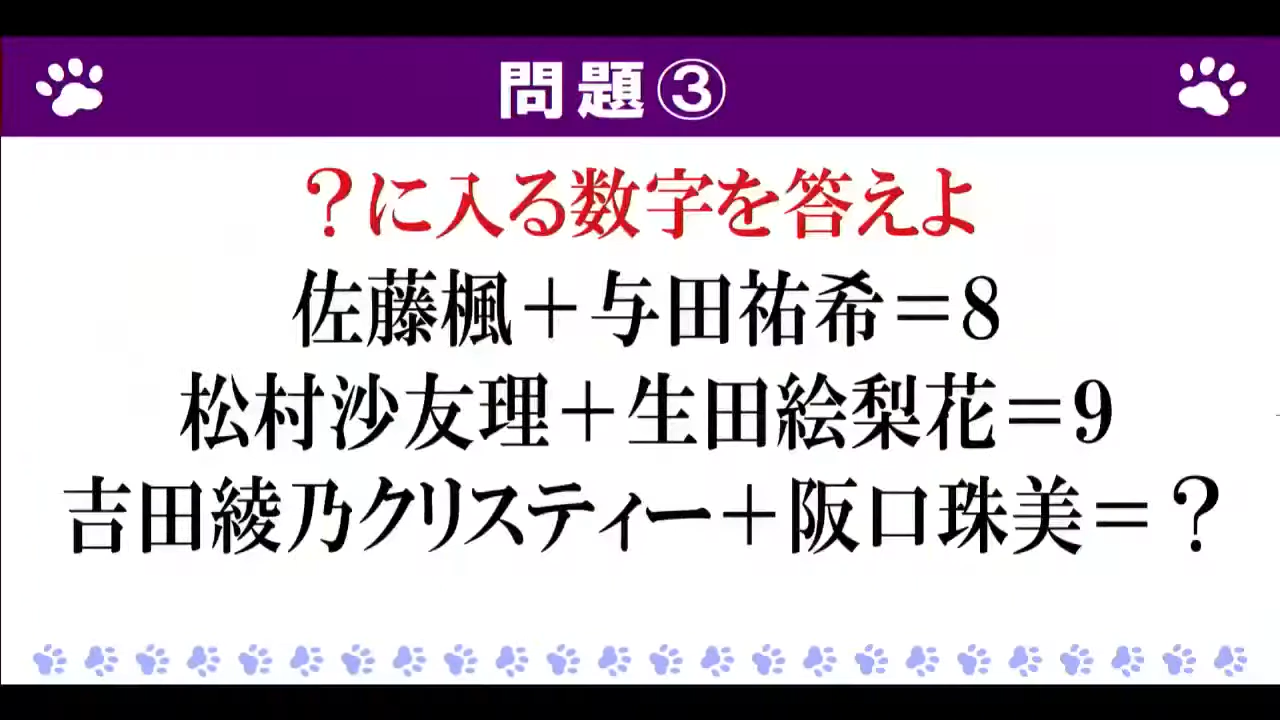 問題③
？に入る数字を答えよ
佐藤楓＋与田祐希＝8
松村沙友理＋生田絵梨花＝9
吉田綾乃クリスティー＋阪口珠美＝？